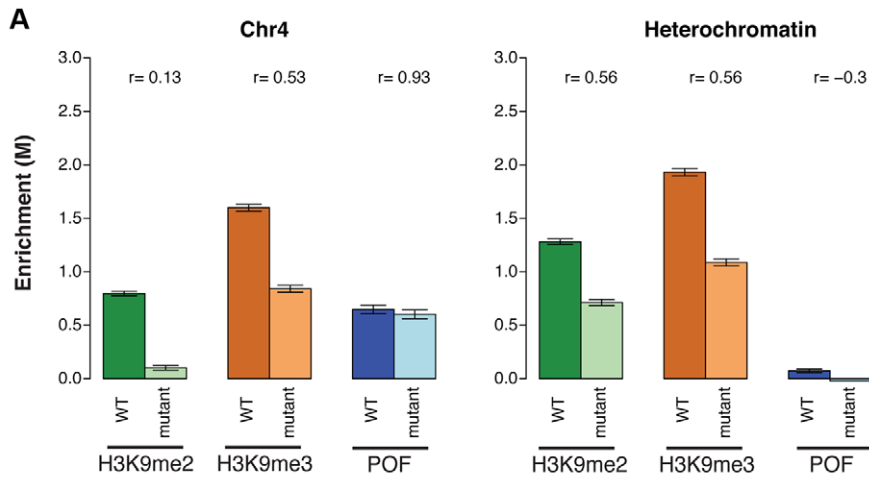 A
Chr4
Heterochromatin
Enrichment (M)
3.0
2.5
2.0
1.5
1.0
0.5
0.0
r= 0.13
r= 0.53
r= 0.93
WT
mutant
WT
mutant
WT
mutant
H3K9me2
H3K9me3
POF
3.0
2.5
2.0
1.5
1.0
0.5
0.0
r= 0.56
r= 0.56
r= −0.3
WT
mutant
WT
mutant
WT
mutant
H3K9me2
H3K9me3
POF